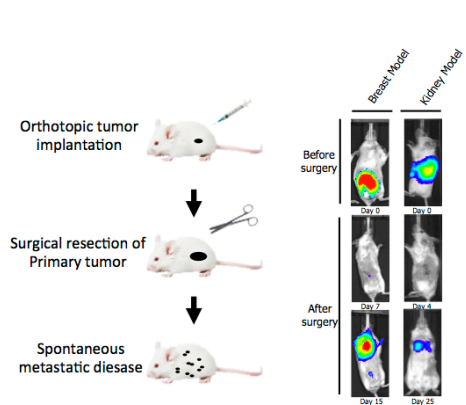 Breast Model
Kidney Model
Orthotopic tumor
implantation
Before
surgery
Day 0
Day 0
Surgical resection of
Primary tumor
After
surgery
Day 7
Day 4
Spontaneous
metastatic diesase
Day 15
Day 25